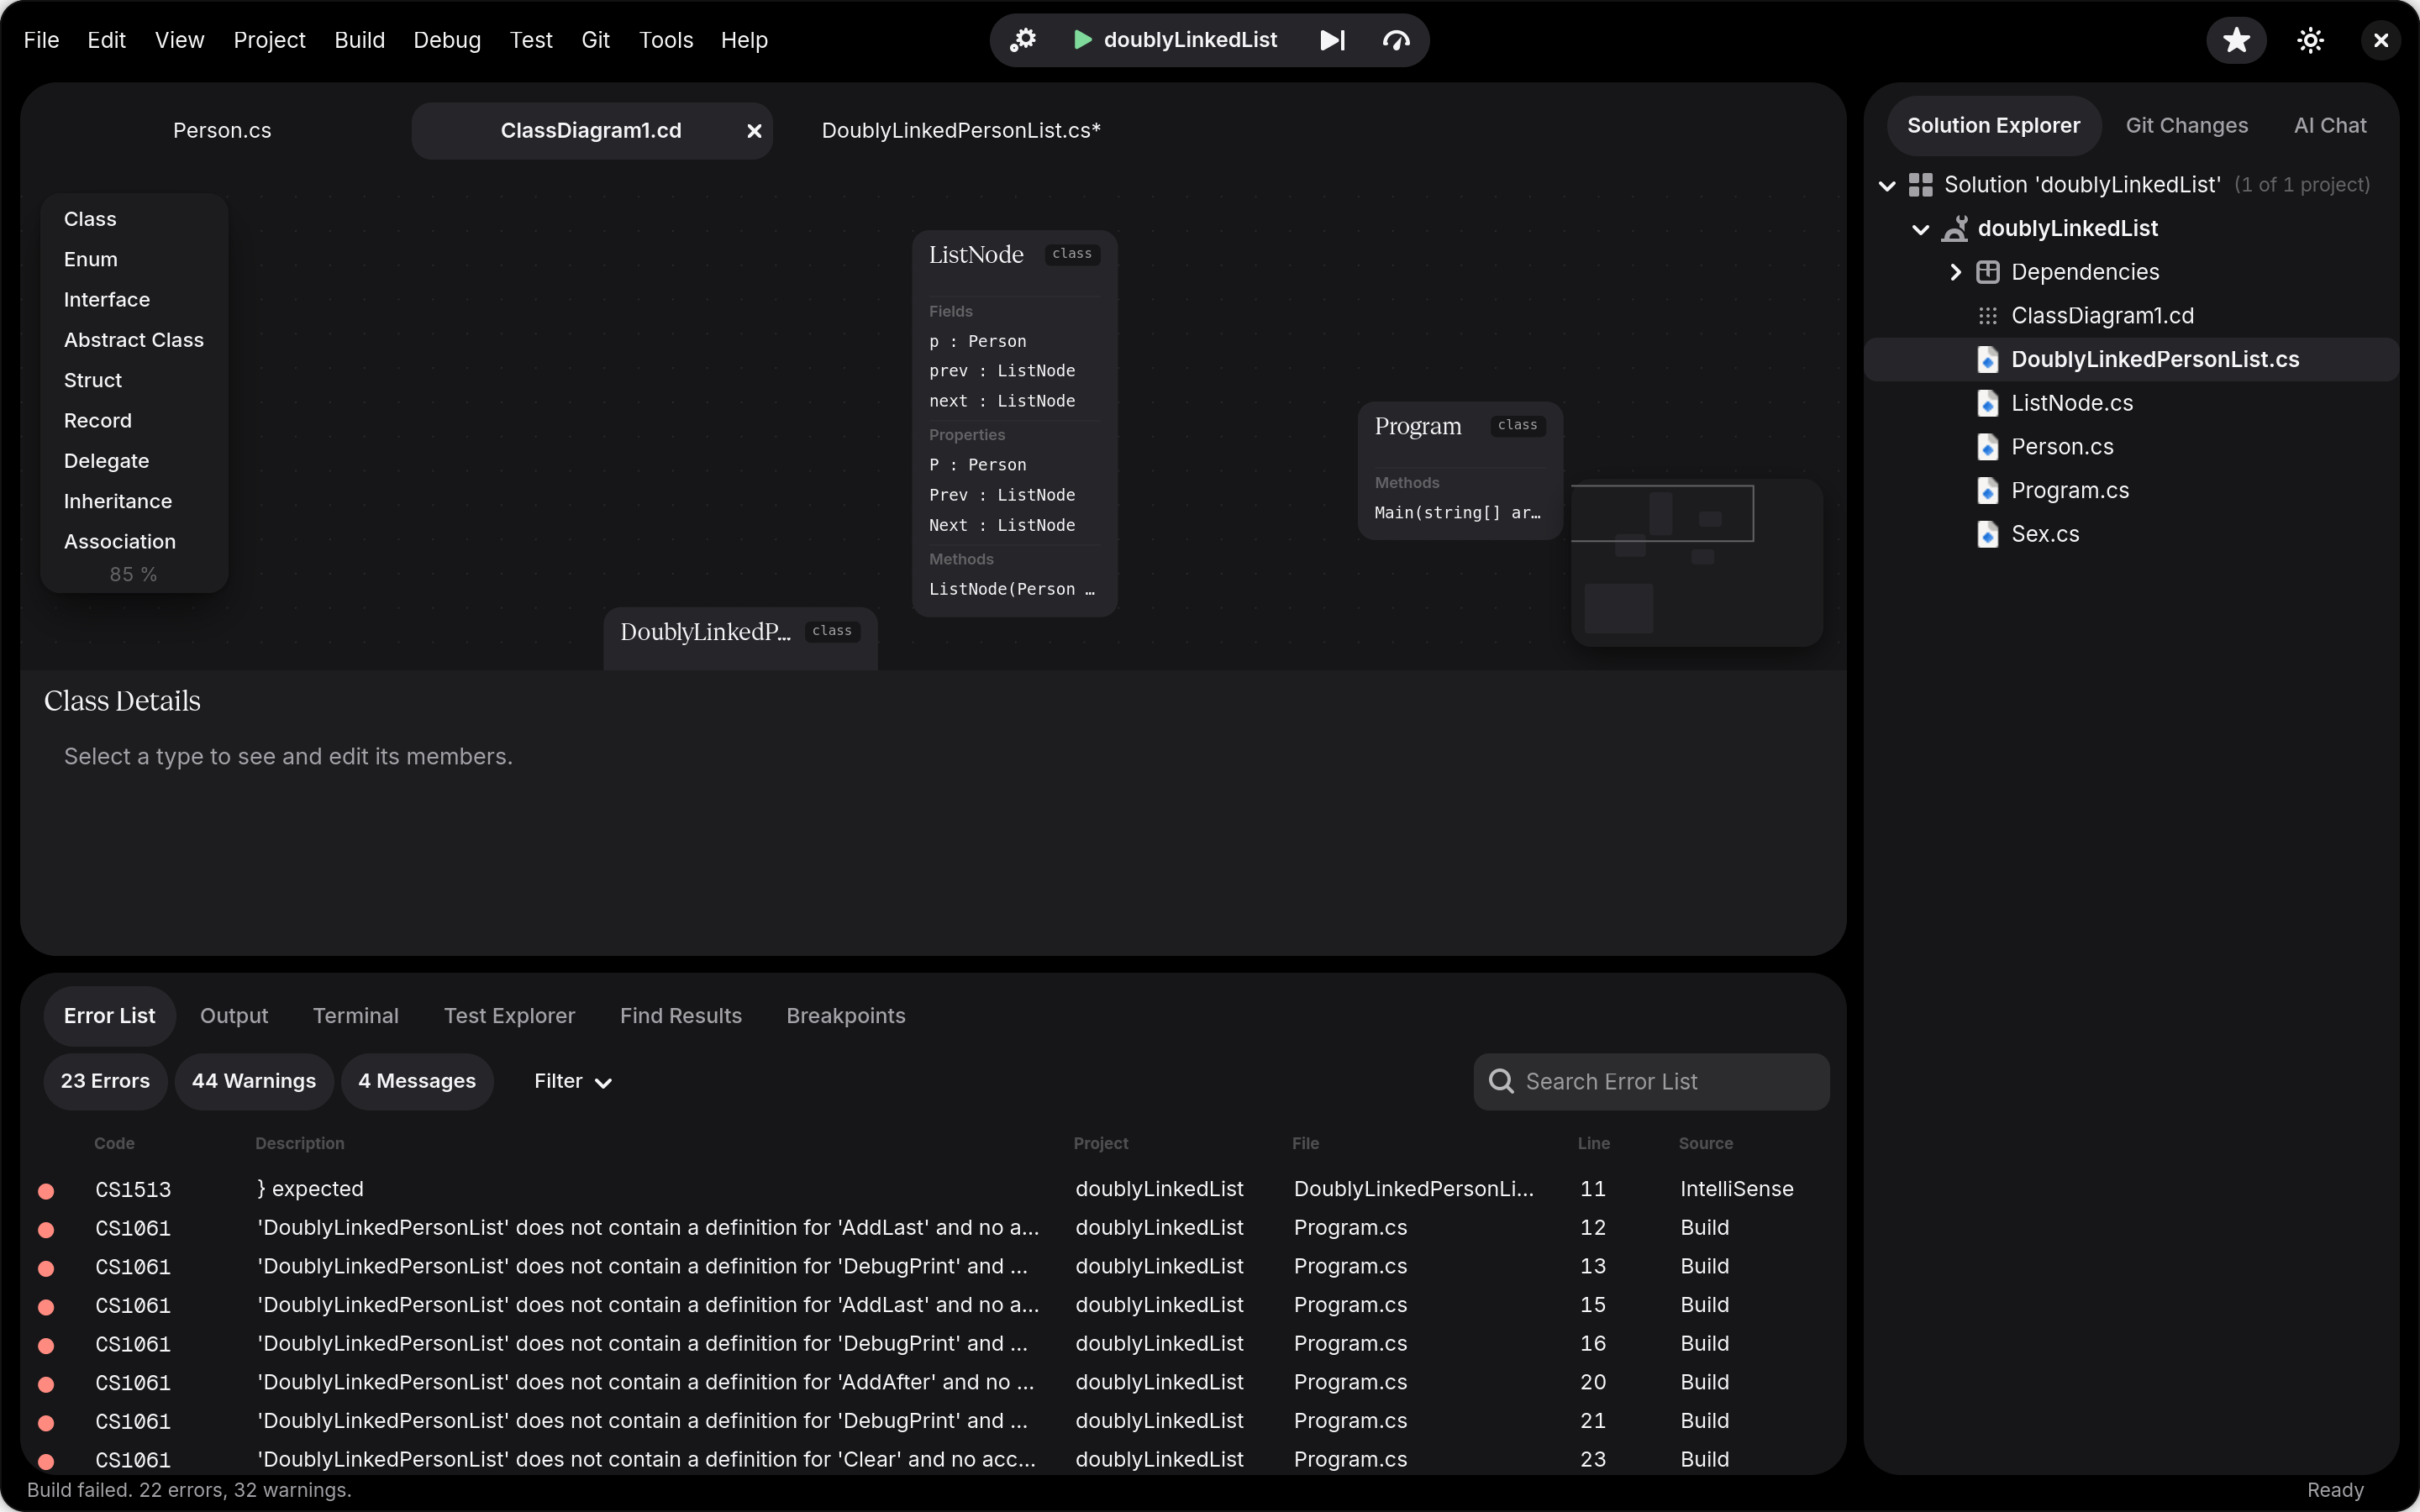 File Edit View Project Build Debug Test Git Tools Help doublyLinkedList
Person.cs ClassDiagram1.cd DoublyLinkedPersonList.cs*
Class
Enum
Interface
Abstract Class
Struct
Record
Delegate
Inheritance
Association
85 %
ListNode class
Fields
p : Person
prev : ListNode
next : ListNode
Properties
P : Person
Prev : ListNode
Next : ListNode
Methods
ListNode(Person …
Program class
Methods
Main(string[] ar…
DoublyLinkedP… class
Class Details
Select a type to see and edit its members.
Solution Explorer Git Changes AI Chat
Solution 'doublyLinkedList' (1 of 1 project)
doublyLinkedList
Dependencies
ClassDiagram1.cd
DoublyLinkedPersonList.cs
ListNode.cs
Person.cs
Program.cs
Sex.cs
Error List Output Terminal Test Explorer Find Results Breakpoints
23 Errors 44 Warnings 4 Messages Filter Search Error List
Code Description Project File Line Source
CS1513 } expected doublyLinkedList DoublyLinkedPersonLi… 11 IntelliSense
CS1061 'DoublyLinkedPersonList' does not contain a definition for 'AddLast' and no a… doublyLinkedList Program.cs 12 Build
CS1061 'DoublyLinkedPersonList' does not contain a definition for 'DebugPrint' and … doublyLinkedList Program.cs 13 Build
CS1061 'DoublyLinkedPersonList' does not contain a definition for 'AddLast' and no a… doublyLinkedList Program.cs 15 Build
CS1061 'DoublyLinkedPersonList' does not contain a definition for 'DebugPrint' and … doublyLinkedList Program.cs 16 Build
CS1061 'DoublyLinkedPersonList' does not contain a definition for 'AddAfter' and no … doublyLinkedList Program.cs 20 Build
CS1061 'DoublyLinkedPersonList' does not contain a definition for 'DebugPrint' and … doublyLinkedList Program.cs 21 Build
CS1061 'DoublyLinkedPersonList' does not contain a definition for 'Clear' and no acc… doublyLinkedList Program.cs 23 Build
Build failed. 22 errors, 32 warnings. Ready